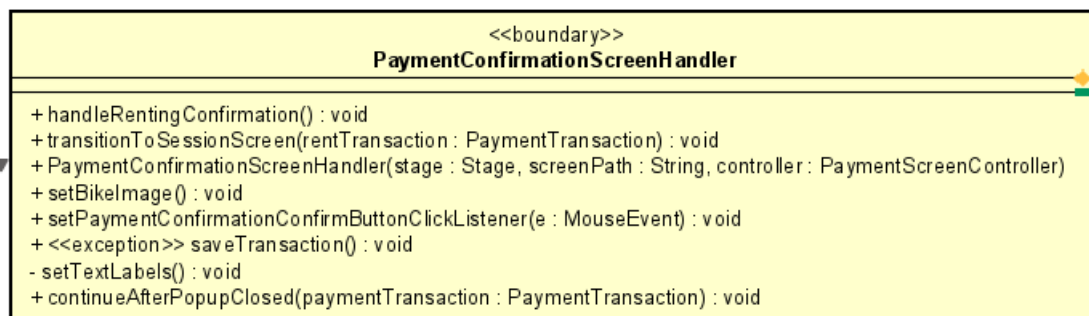 <<boundary>>
PaymentConfirmationScreenHandler
+ handleRentingConfirmation() : void
+ transitionToSessionScreen(rentTransaction : PaymentTransaction) : void
+ PaymentConfirmationScreenHandler(stage : Stage, screenPath : String, controller : PaymentScreenController)
+ setBikeImage() : void
+ setPaymentConfirmationConfirmButtonClickListener(e : MouseEvent) : void
+ <<exception>> saveTransaction() : void
- setTextLabels() : void
+ continueAfterPopupClosed(paymentTransaction : PaymentTransaction) : void